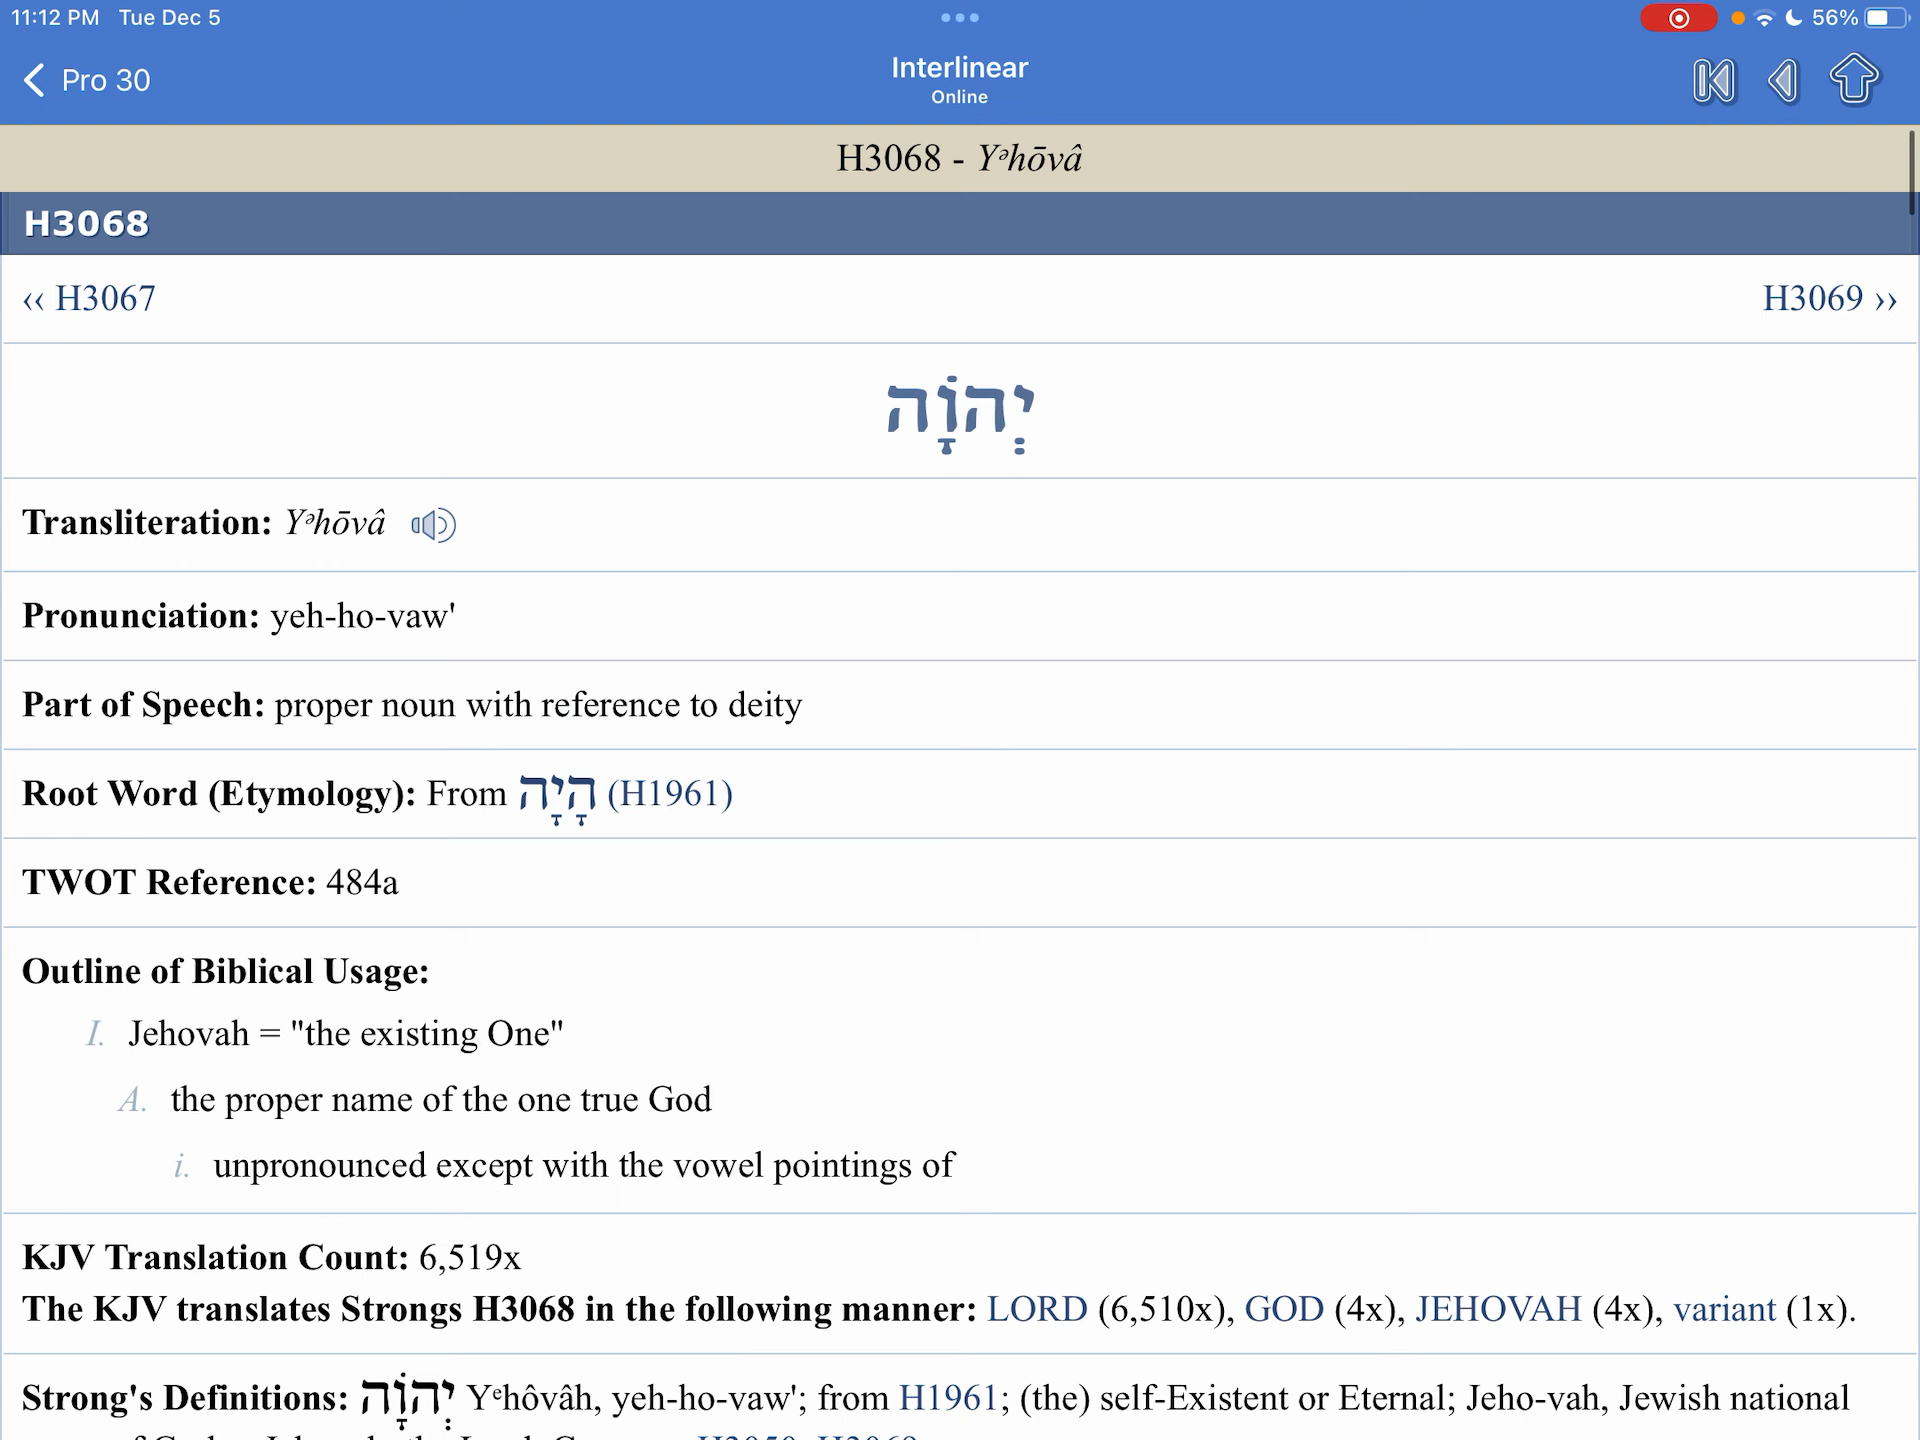 11:12 PM Tue Dec 5
56%
Pro 30
Interlinear
Online
H3068 - Yᵊhōvâ
H3068
‹‹ H3067
H3069 ››
יְהוָֹה
Transliteration: Yᵊhōvâ
Pronunciation: yeh-ho-vaw'
Part of Speech: proper noun with reference to deity
Root Word (Etymology): From הָיָה (H1961)
TWOT Reference: 484a
Outline of Biblical Usage:
I. Jehovah = "the existing One"
A. the proper name of the one true God
i. unpronounced except with the vowel pointings of
KJV Translation Count: 6,519x
The KJV translates Strongs H3068 in the following manner: LORD (6,510x), GOD (4x), JEHOVAH (4x), variant (1x).
Strong's Definitions: יְהוָֹה Yᵉhôvâh, yeh-ho-vaw'; from H1961; (the) self-Existent or Eternal; Jeho-vah, Jewish national